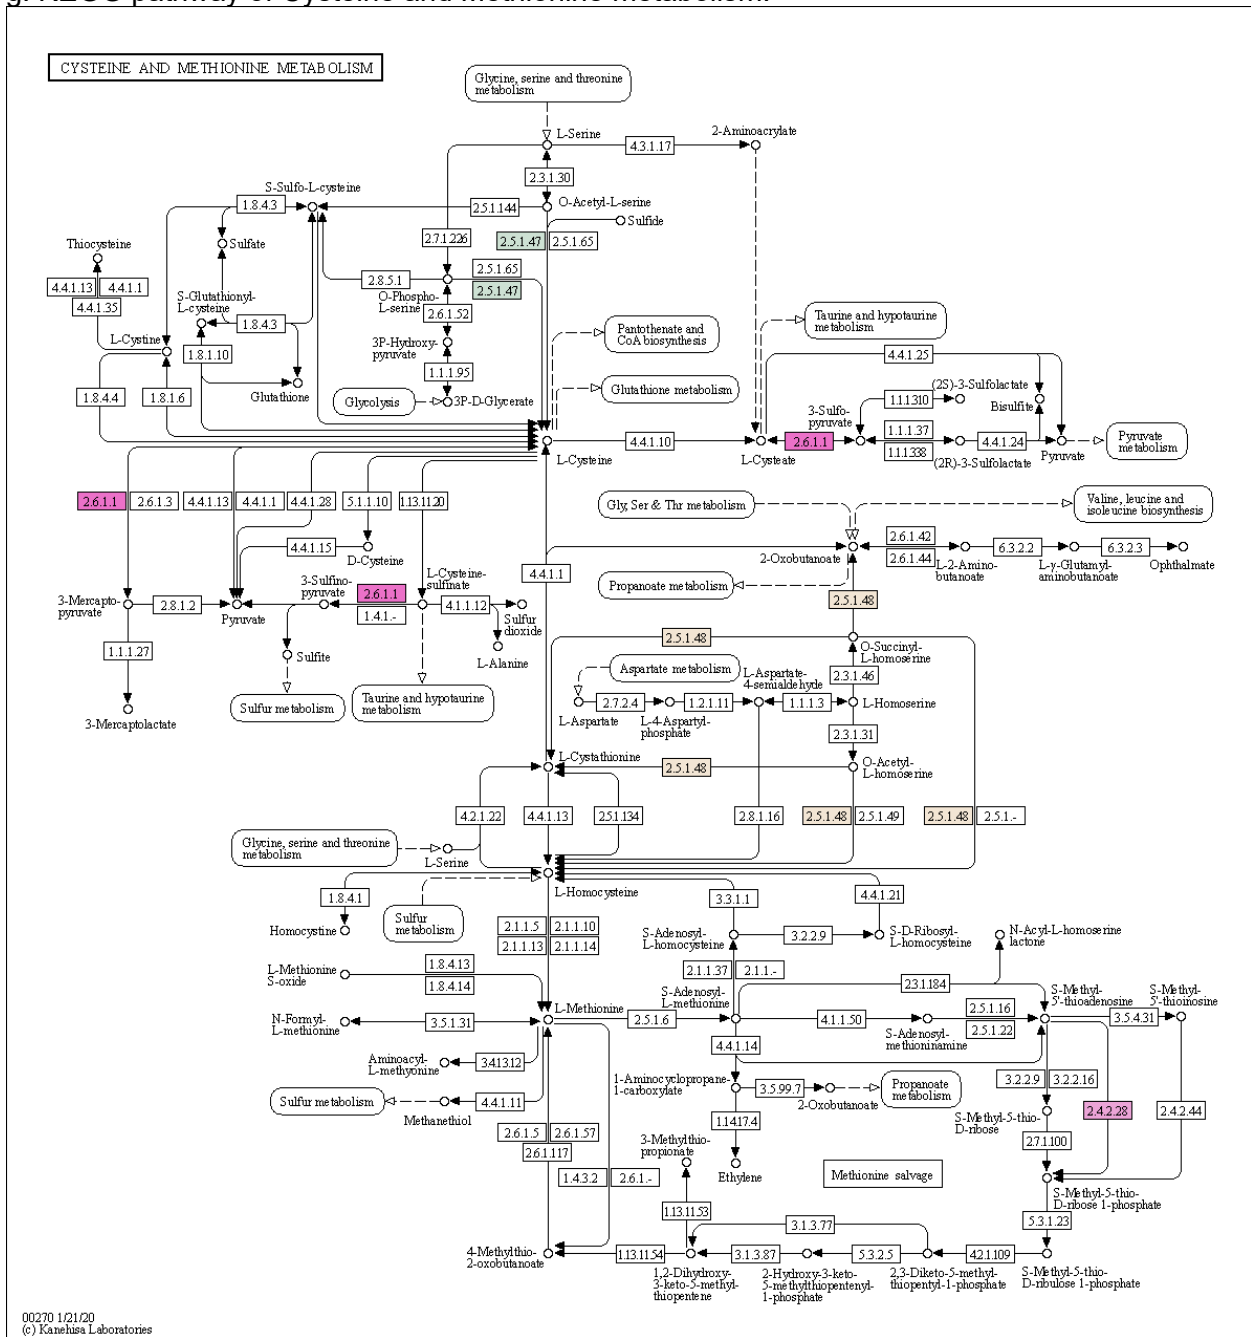 g. KEGG pathway of Cysteine and Methionine metabolism.
CYSTEINE AND METHIONINE METABOLISM
Glycine, serine and threonine
metabolism
L-Serine
4.3.1.17
2-Aminoacrylate
2.3.1.30
S-Sulfo-L-cysteine
1.8.4.3
2.5.1.144
O-Acetyl-L-serine
Sulfide
Thiocysteine
Sulfate
2.7.1.226
2.5.1.47
2.5.1.65
4.4.1.13
4.4.1.1
4.4.1.35
S-Glutathionyl-
L-cysteine
2.8.5.1
2.5.1.65
2.5.1.47
O-Phospho-
L-serine
1.8.4.3
2.6.1.52
L-Cystine
1.8.1.10
3P-Hydroxy-
pyruvate
Pantothenate and
CoA biosynthesis
Taurine and hypotaurine
metabolism
4.4.1.25
1.1.1.95
1.8.4.4
1.8.1.6
Glutathione
Glycolysis
3P-D-Glycerate
Glutathione metabolism
(2S)-3-Sulfolactate
1.1.1310
Bisulfite
3-Sulfo-
pyruvate
1.1.1.37
L-Cysteine
4.4.1.10
L-Cysteate
2.6.1.1
1.1.1338
(2R)-3-Sulfolactate
4.4.1.24
Pyruvate
Pyruvate
metabolism
2.6.1.1
2.6.1.3
4.4.1.13
4.4.1.1
4.4.1.28
5.1.1.10
1.13.11.20
Gly, Ser & Thr metabolism
Valine, leucine and
isoleucine biosynthesis
4.4.1.15
D-Cysteine
2-Oxobutanoate
2.6.1.42
2.6.1.44
L-2-Amino-
butanoate
6.3.2.2
L-γ-Glutamyl-
aminobutanoate
6.3.2.3
Ophthalmate
4.4.1.1
Propanoate metabolism
3-Mercapto-
pyruvate
2.8.1.2
Pyruvate
3-Sulfino-
pyruvate
2.6.1.1
1.4.1.-
L-Cysteine-
sulfinate
4.1.1.12
Sulfur
dioxide
2.5.1.48
1.1.1.27
Sulfite
L-Alanine
2.5.1.48
O-Succinyl-
L-homoserine
Aspartate metabolism
L-Aspartate-
4-semialdehyde
2.3.1.46
3-Mercaptolactate
Sulfur metabolism
Taurine and hypotaurine
metabolism
L-Aspartate
2.7.2.4
L-4-Aspartyl-
phosphate
1.2.1.11
1.1.1.3
L-Homoserine
2.3.1.31
L-Cystathionine
2.5.1.48
O-Acetyl-
L-homoserine
4.2.1.22
4.4.1.13
2.5.1.134
2.8.1.16
2.5.1.48
2.5.1.49
2.5.1.48
2.5.1.-
Glycine, serine and threonine
metabolism
L-Serine
L-Homocysteine
1.8.4.1
Sulfur
metabolism
3.3.1.1
4.4.1.21
Homocystine
2.1.1.5
2.1.1.10
2.1.1.13
2.1.1.14
S-Adenosyl-
L-homocysteine
3.2.2.9
S-D-Ribosyl-
L-homocysteine
N-Acyl-L-homoserine
lactone
L-Methionine
S-oxide
1.8.4.13
1.8.4.14
2.1.1.37
2.1.1.-
S-Adenosyl-
L-methionine
2.3.1.184
S-Methyl-
5'-thioadenosine
S-Methyl-
5'-thioinosine
N-Formyl-
L-methionine
3.5.1.31
L-Methionine
2.5.1.6
4.1.1.50
S-Adenosyl-
methioninamine
2.5.1.16
2.5.1.22
3.5.4.31
Aminoacyl-
L-methyonine
3.4.13.12
4.4.1.14
Sulfur metabolism
Methanethiol
4.4.1.11
1-Aminocyclopropane-
1-carboxylate
3.5.99.7
2-Oxobutanoate
Propanoate
metabolism
3.2.2.9
3.2.2.16
S-Methyl-5-thio-
D-ribose
2.4.2.28
2.4.2.44
2.6.1.5
2.6.1.57
2.6.1.117
1.14.17.4
3-Methylthio-
propionate
2.7.1.100
1.4.3.2
2.6.1.-
Ethylene
Methionine salvage
S-Methyl-5-thio-
D-ribose 1-phosphate
1.13.11.53
3.1.3.77
5.3.1.23
4-Methylthio-
2-oxobutanoate
1.13.11.54
1,2-Dihydroxy-
3-keto-5-methyl-
thiopentene
3.1.3.87
2-Hydroxy-3-keto-
5-methylthiopentenyl-
1-phosphate
5.3.2.5
2,3-Diketo-5-methyl-
thiopentyl-1-phosphate
4.2.1.109
S-Methyl-5-thio-
D-ribulose 1-phosphate
00270 1/21/20
(c) Kanehisa Laboratories